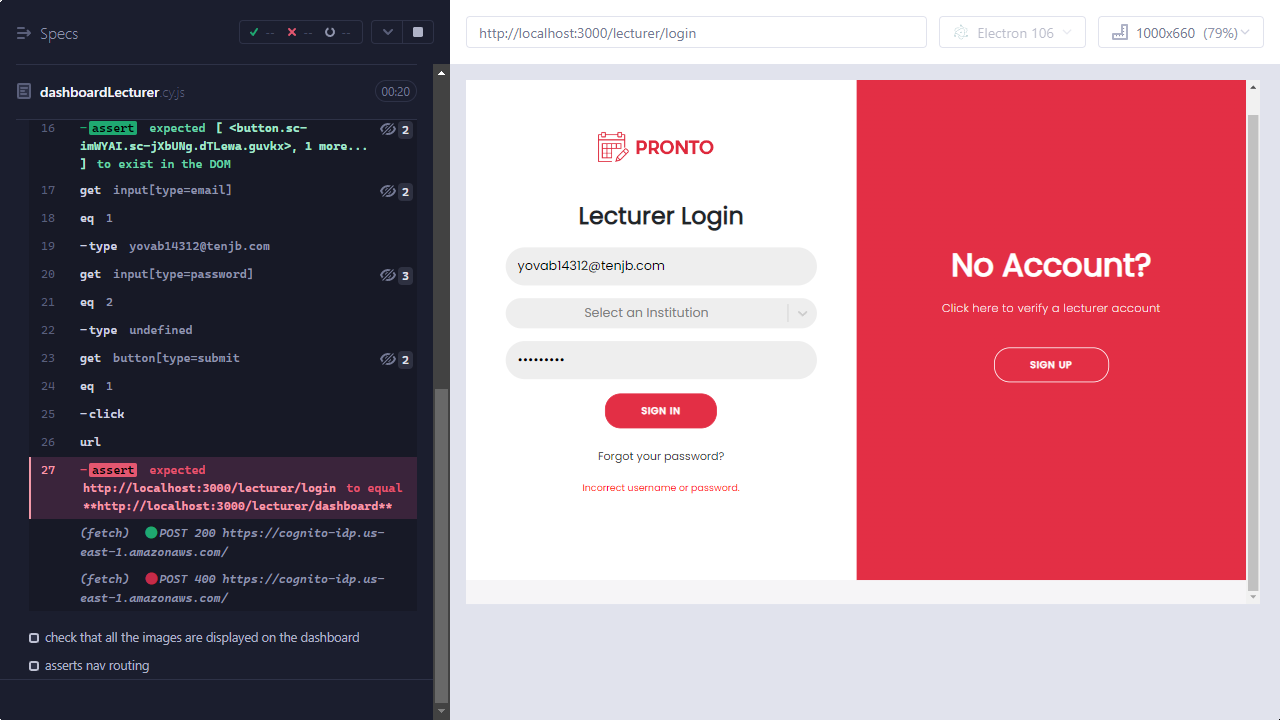 Specs
--
--
--
dashboardLecturer.cy.js
00:20
16 -assert expected [ <button.sc-
imWYAI.sc-jXbUNg.dTLewa.guvkx>, 1 more...
] to exist in the DOM
2
17 get input[type=email]
2
18 eq 1
19 -type yovab14312@tenjb.com
20 get input[type=password]
3
21 eq 2
22 -type undefined
23 get button[type=submit
2
24 eq 1
25 -click
26 url
27 -assert expected
http://localhost:3000/lecturer/login to equal
**http://localhost:3000/lecturer/dashboard**
(fetch) POST 200 https://cognito-idp.us-
east-1.amazonaws.com/
(fetch) POST 400 https://cognito-idp.us-
east-1.amazonaws.com/
check that all the images are displayed on the dashboard
asserts nav routing
http://localhost:3000/lecturer/login
Electron 106
1000x660 (79%)
PRONTO
Lecturer Login
yovab14312@tenjb.com
Select an Institution
•••••••••
SIGN IN
Forgot your password?
Incorrect username or password.
No Account?
Click here to verify a lecturer account
SIGN UP